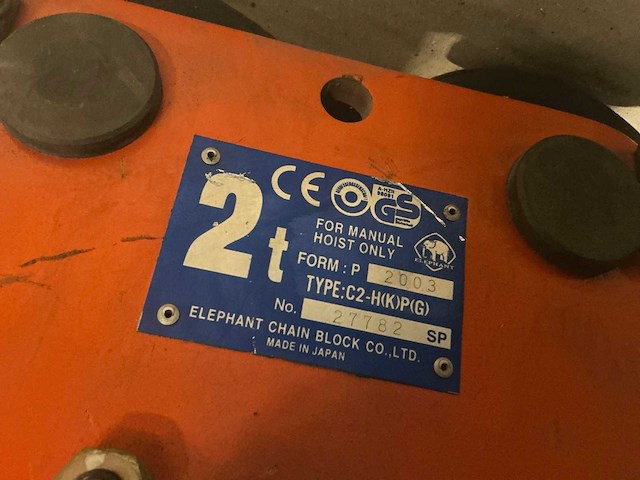 2t
CE
A-HZH
GS
FOR MANUAL
HOIST ONLY
ELEPHANT
FORM : P 2003
TYPE:C2-H(K)P(G)
No. 27782 SP
ELEPHANT CHAIN BLOCK CO.,LTD.
MADE IN JAPAN